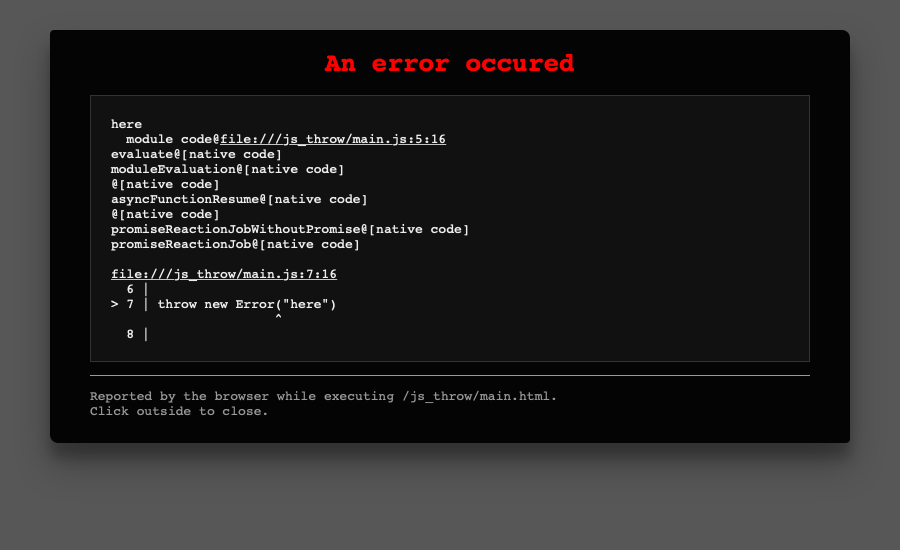 An error occured
here
  module code@file:///js_throw/main.js:5:16
evaluate@[native code]
moduleEvaluation@[native code]
@[native code]
asyncFunctionResume@[native code]
@[native code]
promiseReactionJobWithoutPromise@[native code]
promiseReactionJob@[native code]

file:///js_throw/main.js:7:16
  6 |
> 7 | throw new Error("here")
                     ^
  8 |
Reported by the browser while executing /js_throw/main.html.
Click outside to close.